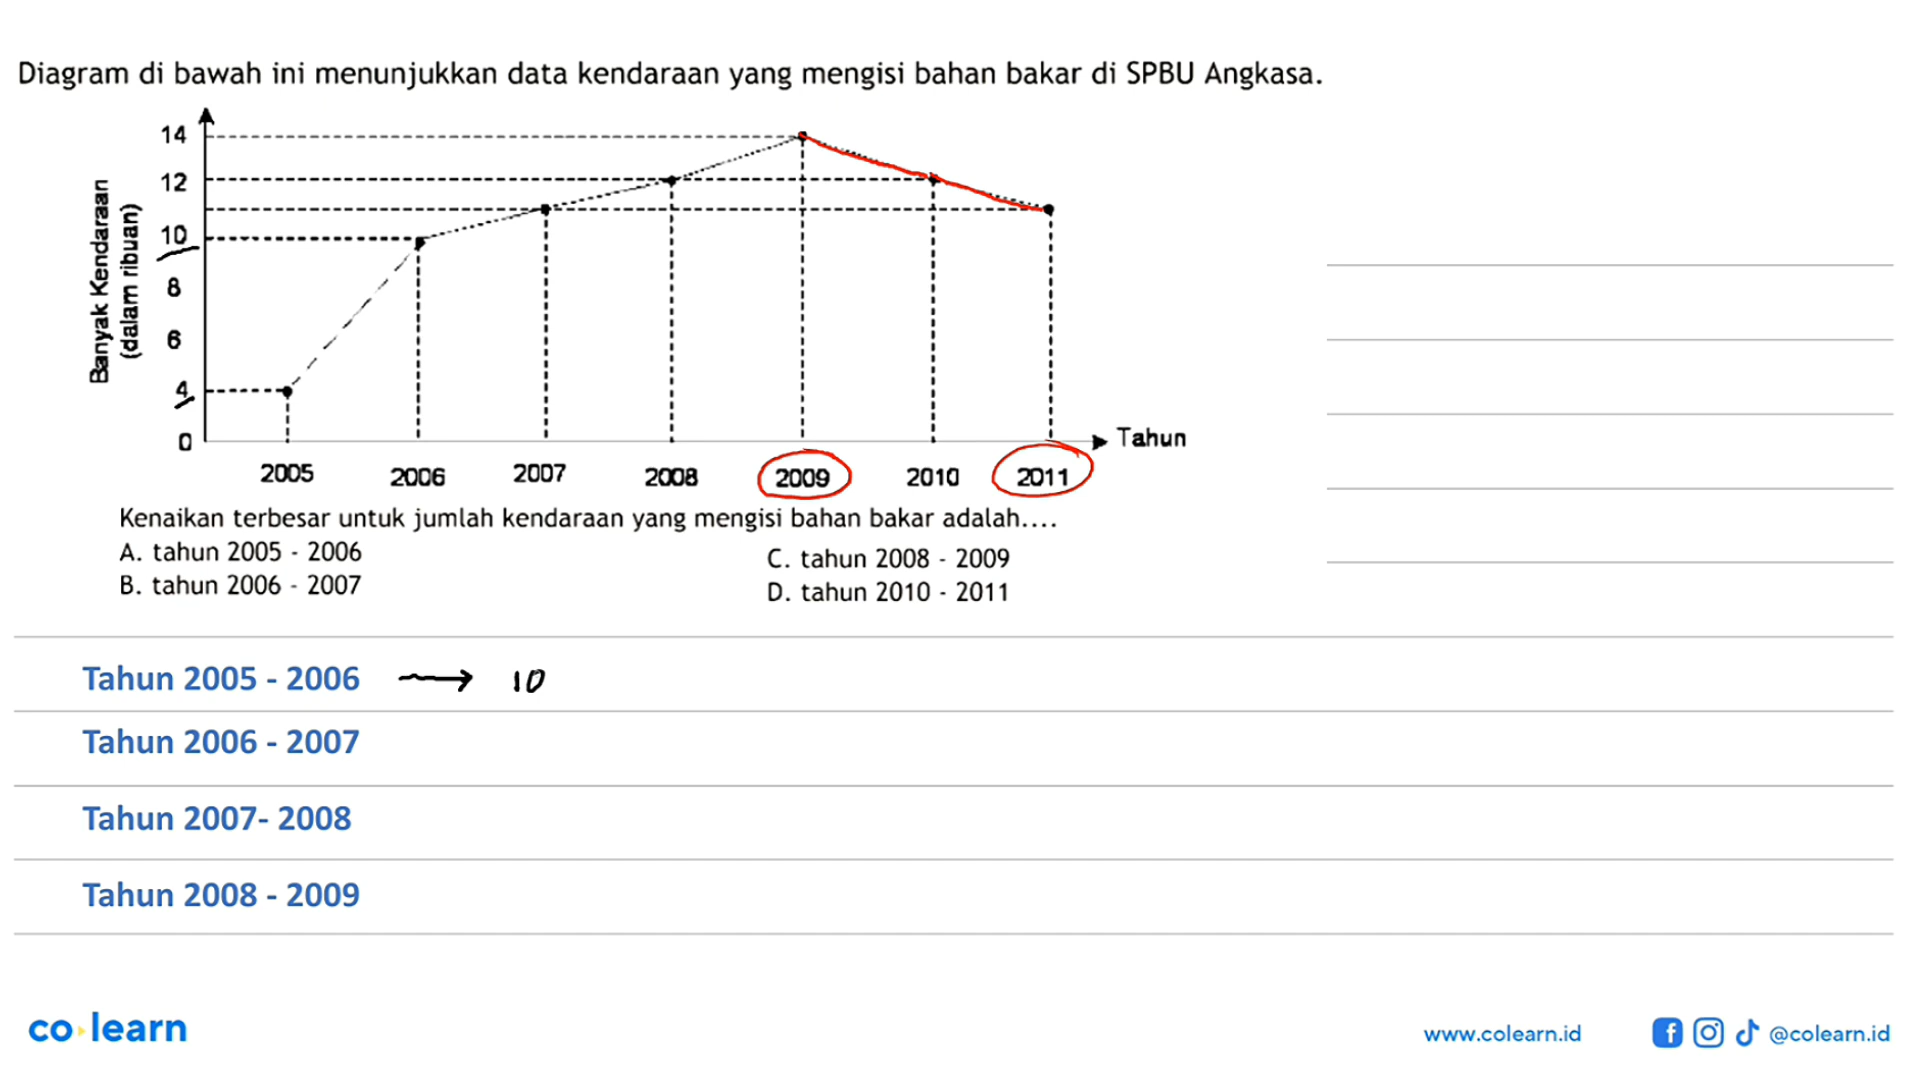 Diagram di bawah ini menunjukkan data kendaraan yang mengisi bahan bakar di SPBU Angkasa.
Banyak Kendaraan
(dalam ribuan)
14
12
10
8
6
4
0
2005 2006 2007 2008 2009 2010 2011
Tahun
Kenaikan terbesar untuk jumlah kendaraan yang mengisi bahan bakar adalah....
A. tahun 2005 - 2006
B. tahun 2006 - 2007
C. tahun 2008 - 2009
D. tahun 2010 - 2011
Tahun 2005 - 2006 → 10
Tahun 2006 - 2007
Tahun 2007- 2008
Tahun 2008 - 2009
co learn
www.colearn.id
@colearn.id